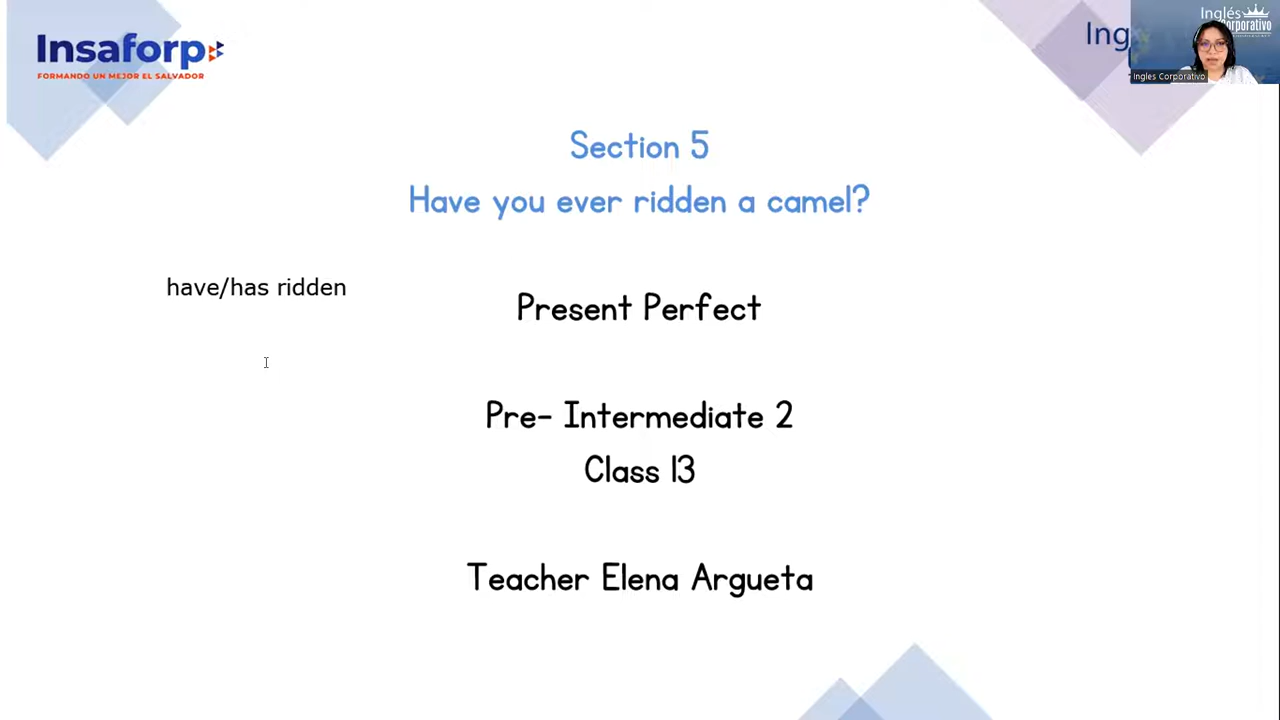 Insaforp
FORMANDO UN MEJOR EL SALVADOR
Inglés
Corporativo
Ingles Corporativo
Section 5
Have you ever ridden a camel?
have/has ridden
Present Perfect
Pre- Intermediate 2
Class 13
Teacher Elena Argueta